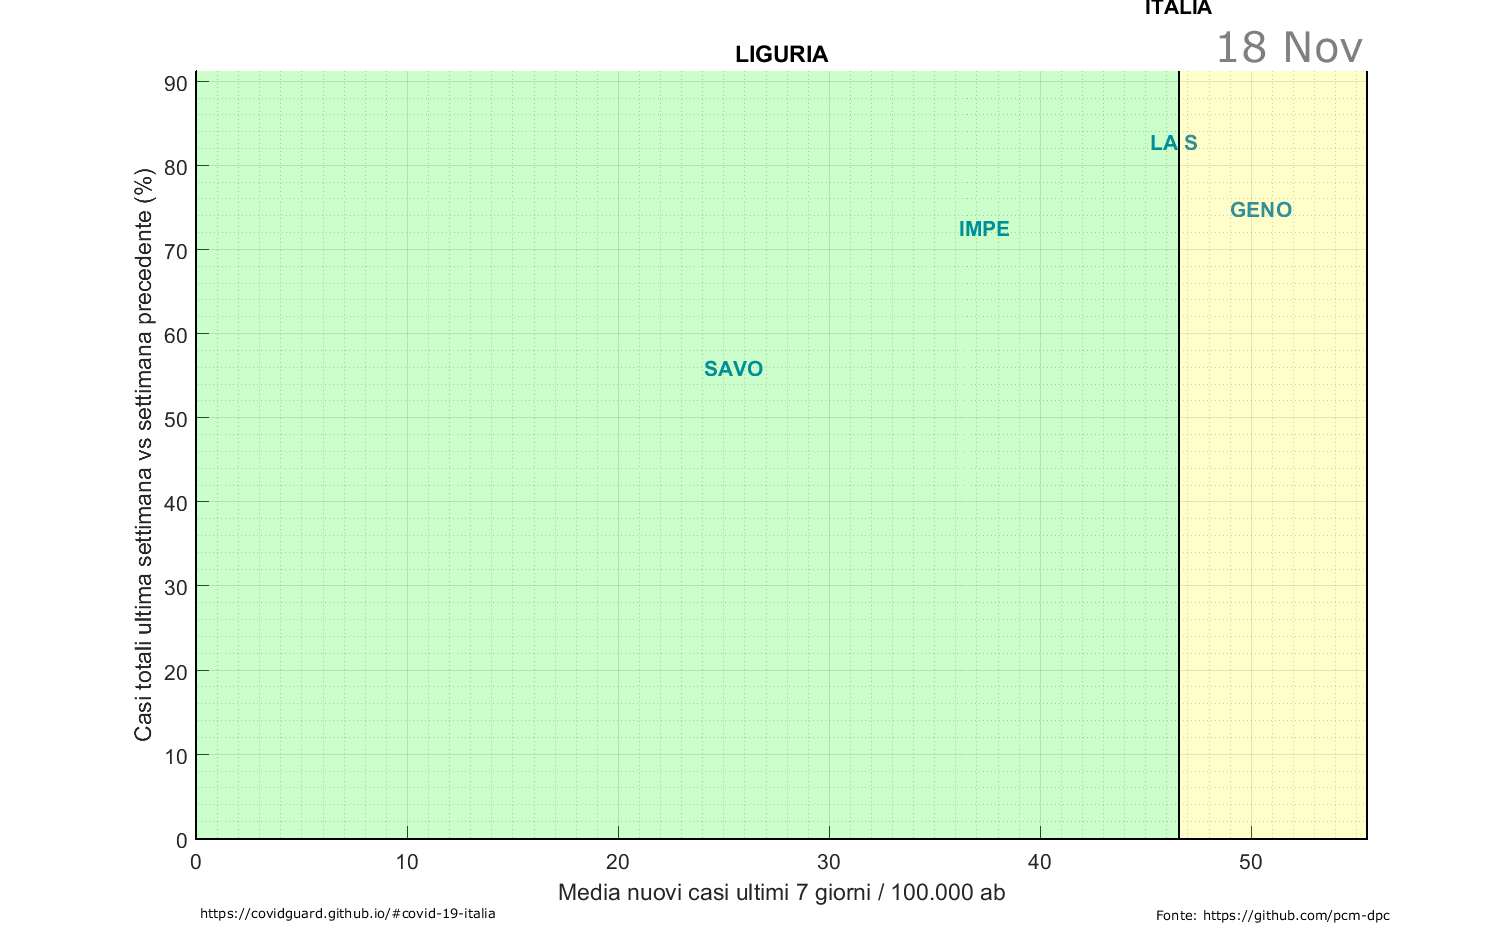 ITALIA
18 Nov
LIGURIA
90
80
70
60
50
40
30
20
10
0
LA S
GENO
IMPE
SAVO
Casi totali ultima settimana vs settimana precedente (%)
0 10 20 30 40 50
Media nuovi casi ultimi 7 giorni / 100.000 ab
https://covidguard.github.io/#covid-19-italia
Fonte: https://github.com/pcm-dpc